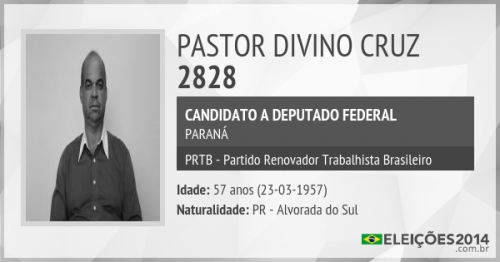 PASTOR DIVINO CRUZ
2828
CANDIDATO A DEPUTADO FEDERAL
PARANÁ
PRTB - Partido Renovador Trabalhista Brasileiro
Idade: 57 anos (23-03-1957)
Naturalidade: PR - Alvorada do Sul
ELEIÇÕES2014
.com.br